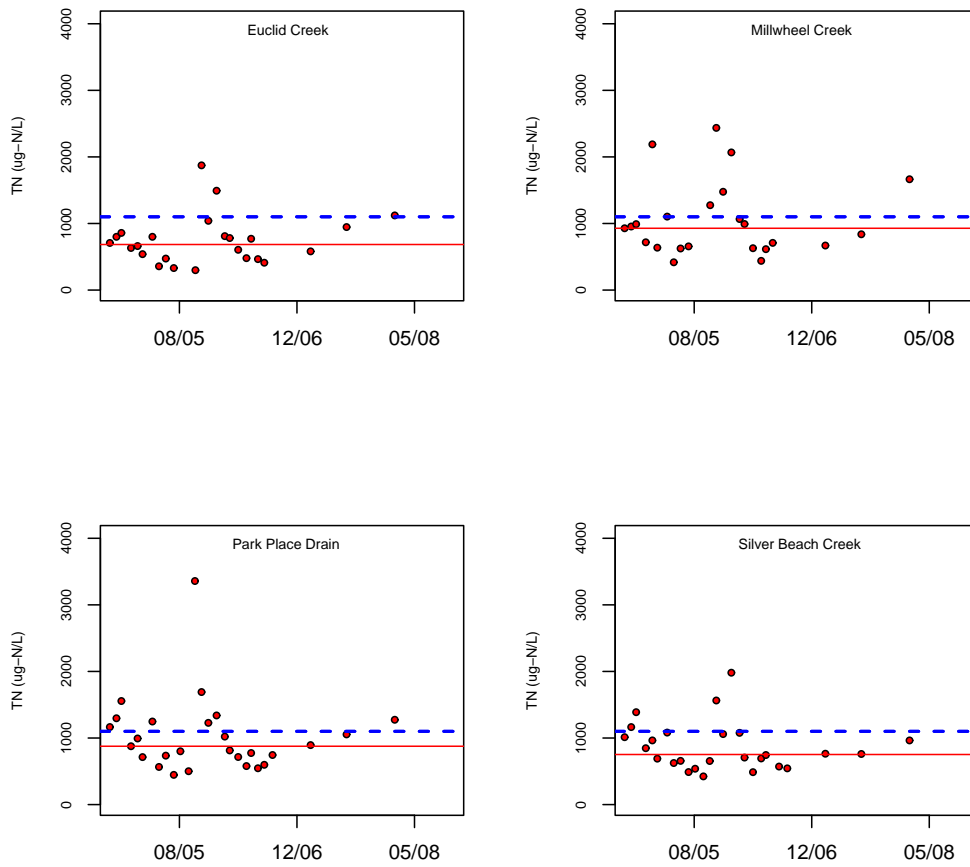 Euclid Creek
TN (ug−N/L)
4000
3000
2000
1000
0
08/05 12/06 05/08
Millwheel Creek
TN (ug−N/L)
4000
3000
2000
1000
0
08/05 12/06 05/08
Park Place Drain
TN (ug−N/L)
4000
3000
2000
1000
0
08/05 12/06 05/08
Silver Beach Creek
TN (ug−N/L)
4000
3000
2000
1000
0
08/05 12/06 05/08